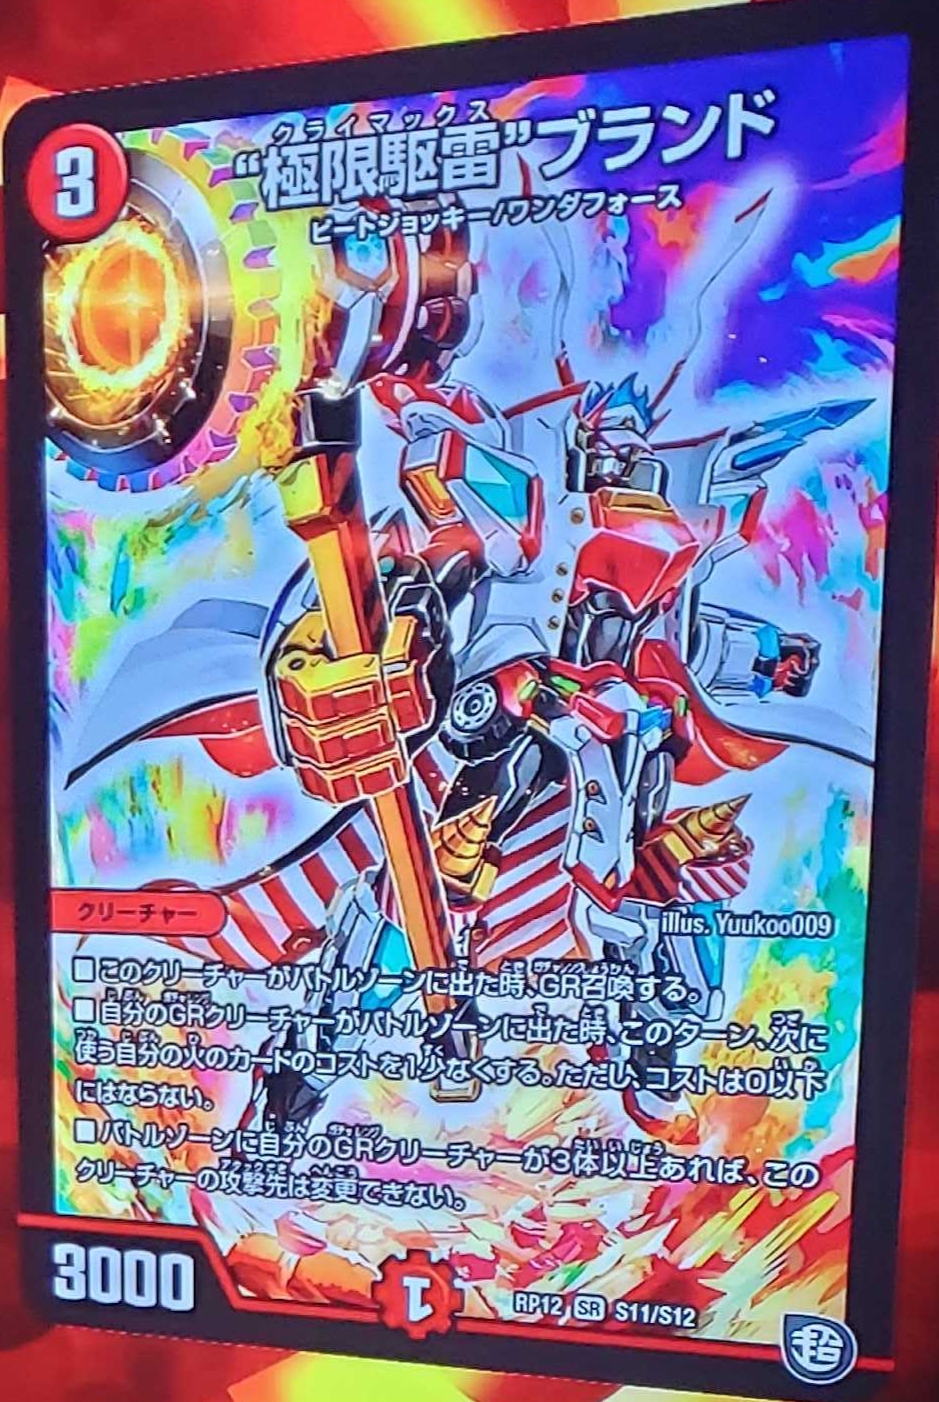 3
クライマックス
“極限駆雷”ブランド
ビートジョッキー/ワンダフォース
クリーチャー
illus. Yuukoo009
■このクリーチャーがバトルゾーンに出た時、GR召喚する。
■自分のGRクリーチャーがバトルゾーンに出た時、このターン、次に
使う自分の火のカードのコストを1少なくする。ただし、コストは0以下
にはならない。
■バトルゾーンに自分のGRクリーチャーが3体以上あれば、この
クリーチャーの攻撃先は変更できない。
3000
1
RP12 SR S11/S12
超